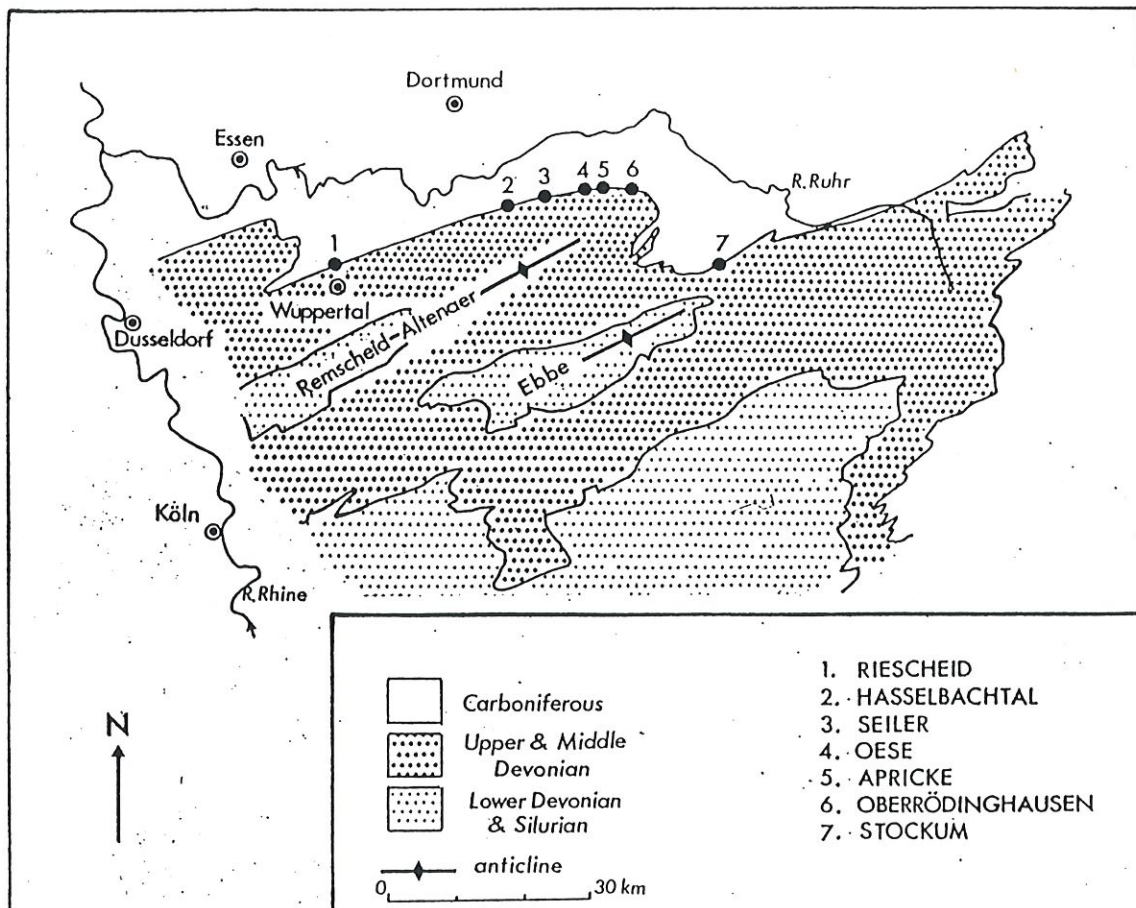 Dortmund
Essen
1
2
3
4
5
6
7
R. Ruhr
Wuppertal
Dusseldorf
Remscheid-Altenaer
Ebbe
Köln
R. Rhine
N
Carboniferous
Upper & Middle
Devonian
Lower Devonian
& Silurian
anticline
0
30 km
1. RIESCHEID
2. HASSELBACHTAL
3. SEILER
4. OESE
5. APRICKE
6. OBERRÖDINGHAUSEN
7. STOCKUM